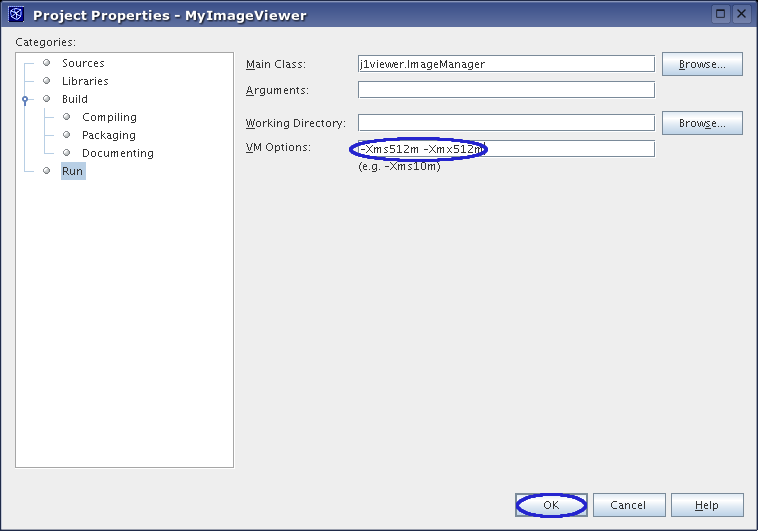 Project Properties - MyImageViewer
Categories:
Sources
Libraries
Build
Compiling
Packaging
Documenting
Run
Main Class: j1viewer.ImageManager Browse...
Arguments:
Working Directory: Browse...
VM Options: -Xms512m -Xmx512m
(e.g. -Xms10m)
OK Cancel Help